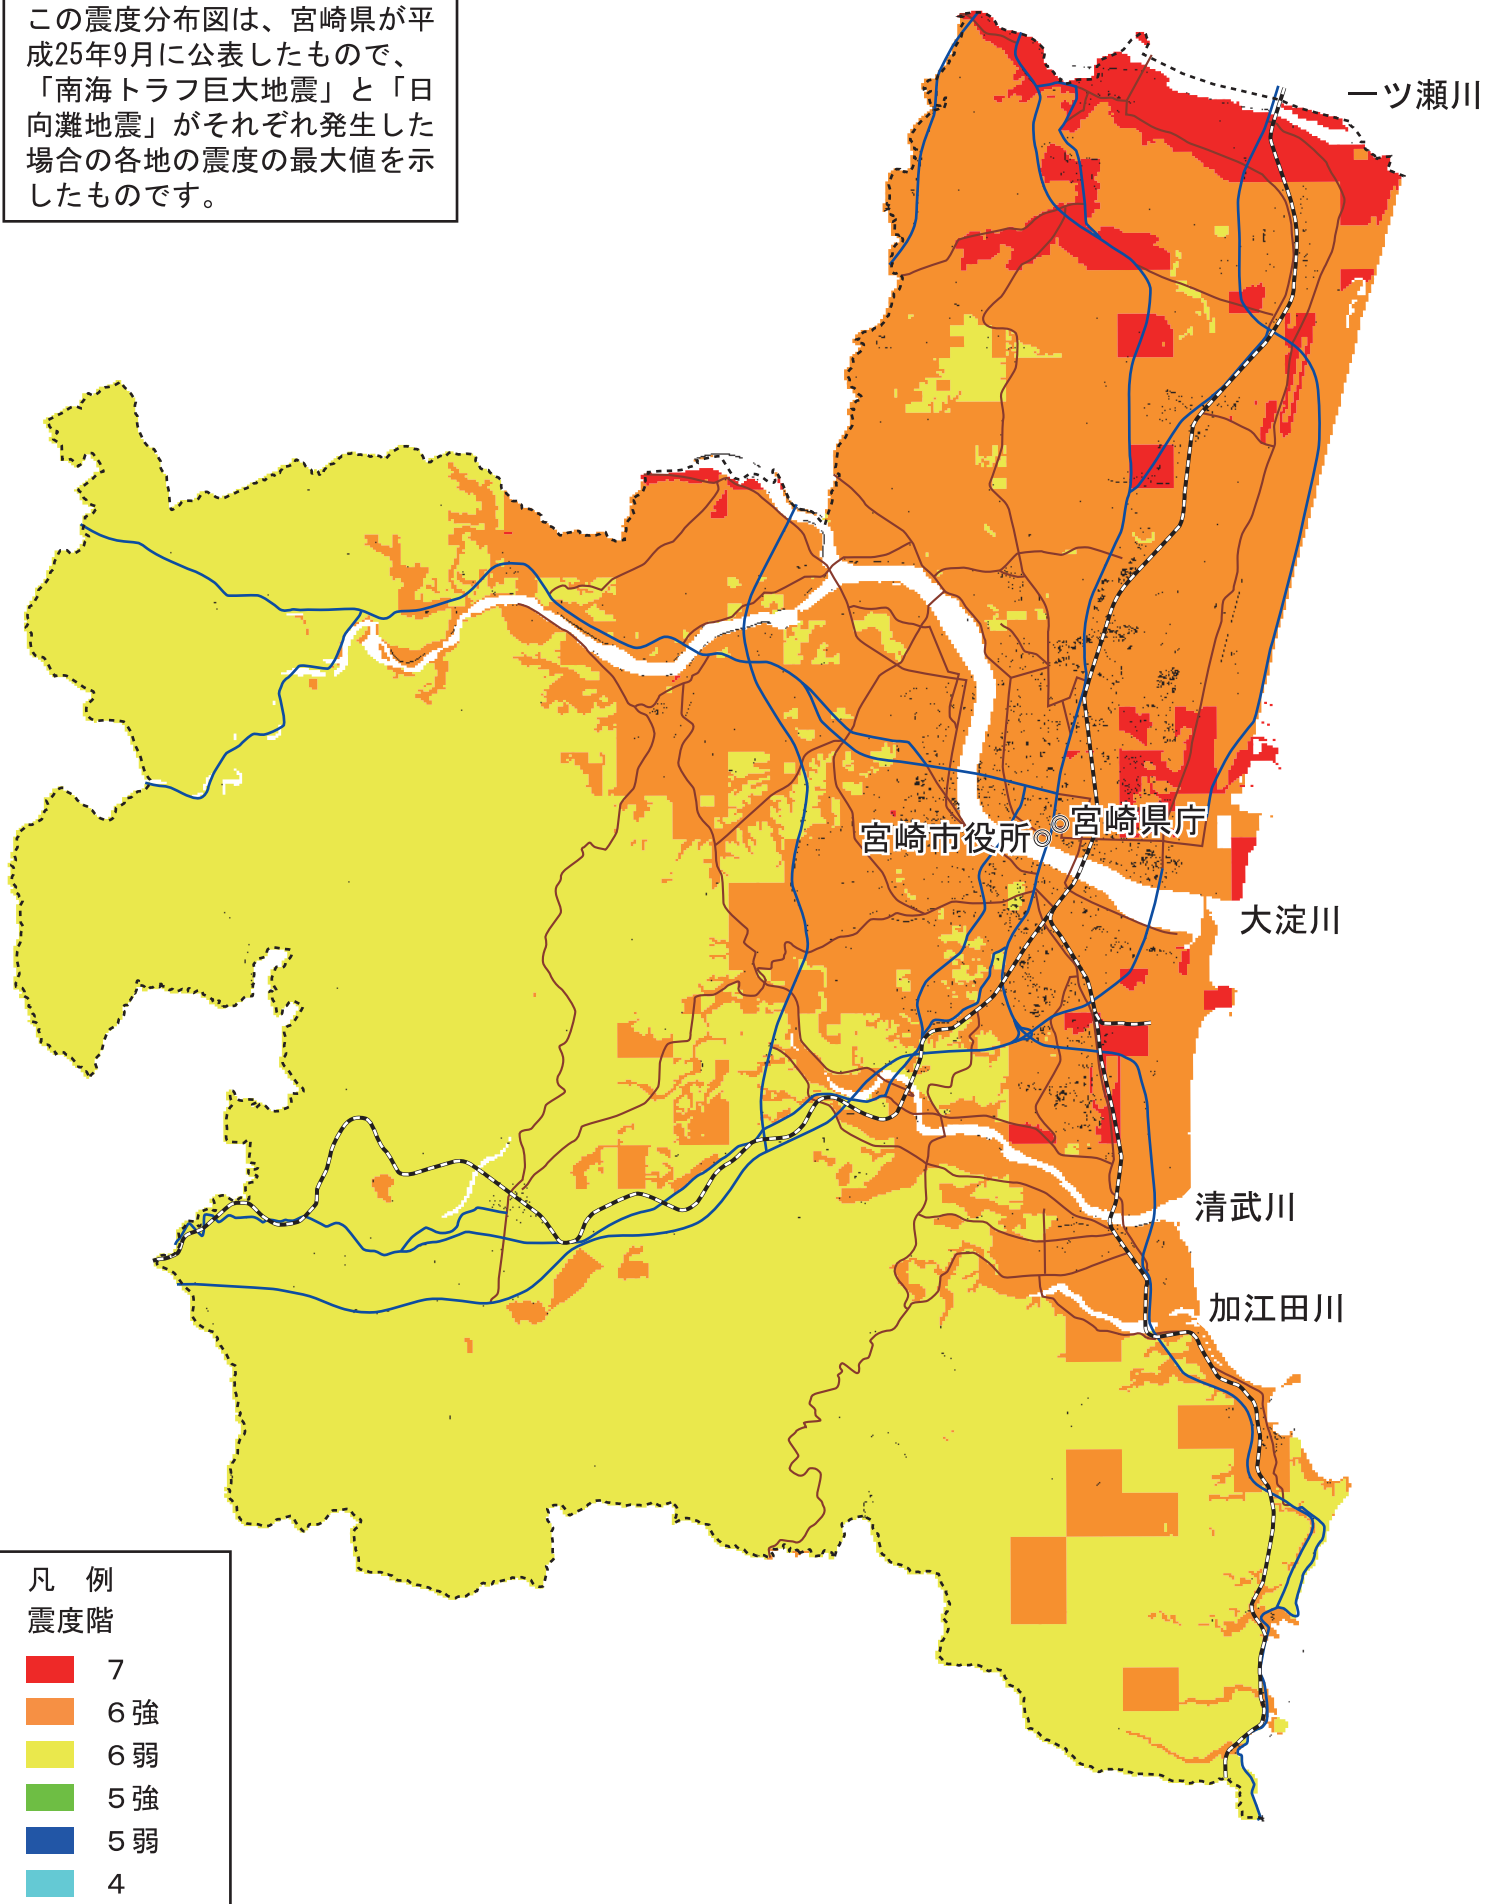 この震度分布図は、宮崎県が平
成25年9月に公表したもので、
「南海トラフ巨大地震」と「日
向灘地震」がそれぞれ発生した
場合の各地の震度の最大値を示
したものです。
一ツ瀬川
宮崎県庁
宮崎市役所
大淀川
清武川
加江田川
凡　例
震度階
7
6強
6弱
5強
5弱
4